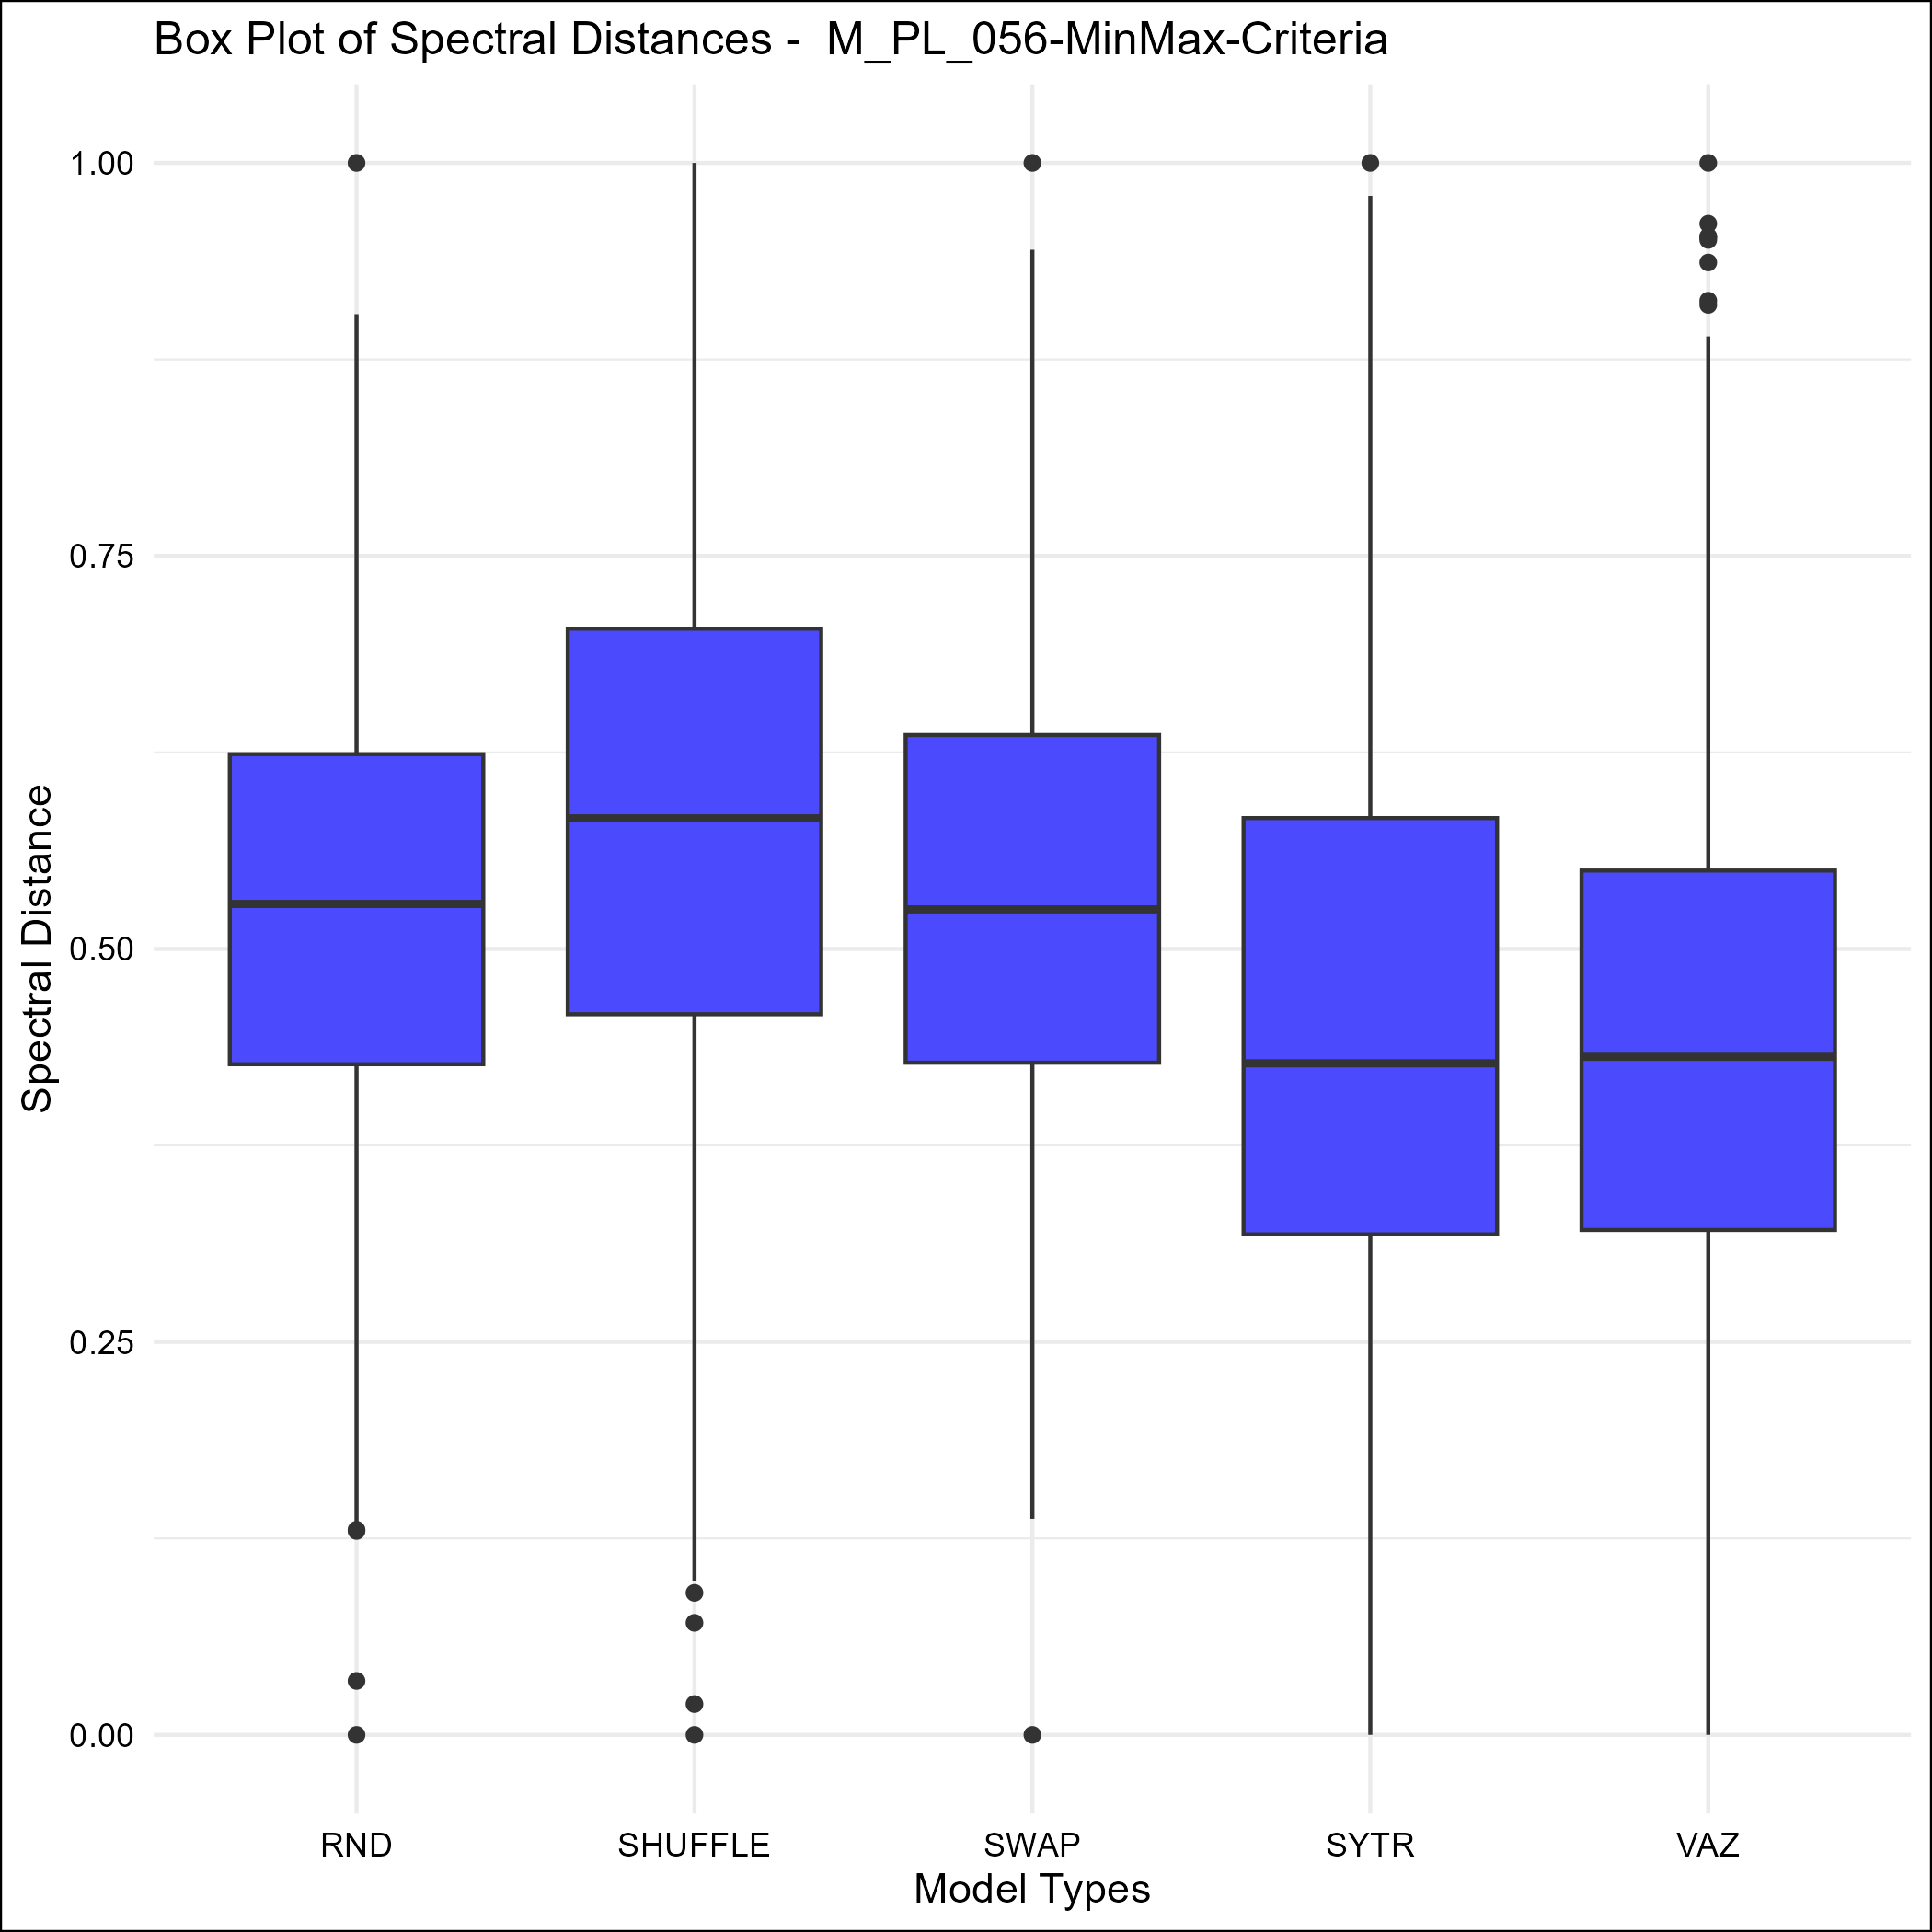 Box Plot of Spectral Distances -  M_PL_056-MinMax-Criteria
1.00
0.75
0.50
0.25
0.00
Spectral Distance
RND SHUFFLE SWAP SYTR VAZ
Model Types